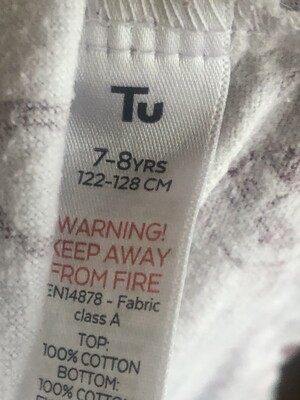 Tu
7-8YRS
122-128 CM
WARNING!
KEEP AWAY
FROM FIRE
EN14878 - Fabric
class A
TOP:
100% COTTON
BOTTOM:
100% COTTON